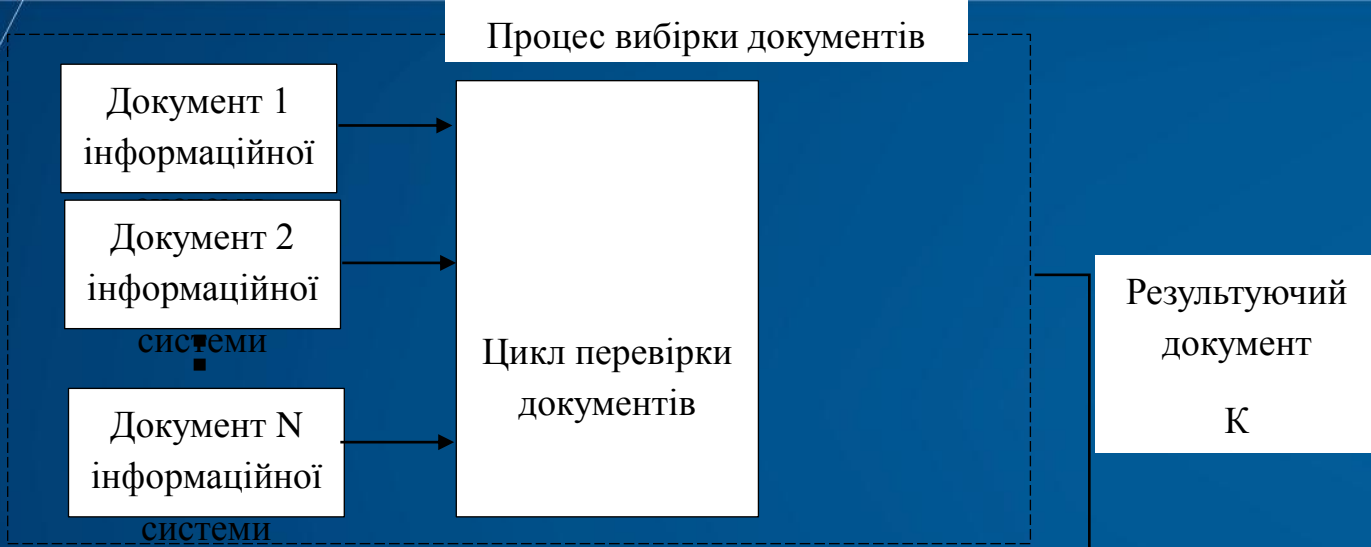 Процес вибірки документів
Документ 1
інформаційної
Документ 2
інформаційної
системи
Документ N
інформаційної
системи
Цикл перевірки
документів
Результуючий
документ
К